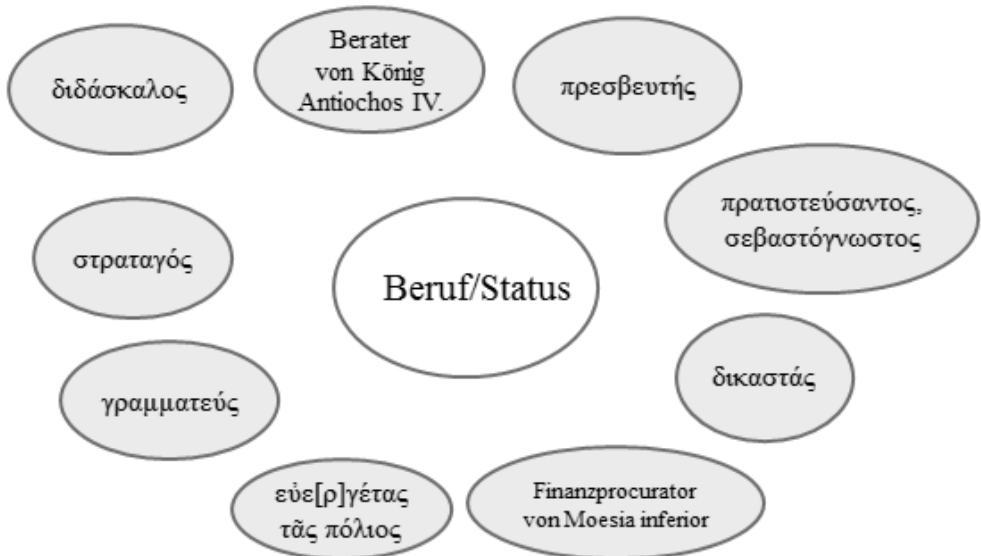 διδάσκαλος
Berater
von König
Antiochos IV.
πρεσβευτής
πρατιστεύσαντος,
σεβαστόγνωστος
στραταγός
Beruf/Status
δικαστάς
γραμματεύς
εὐε[ρ]γέτας
τᾶς πόλιος
Finanzprocurator
von Moesia inferior